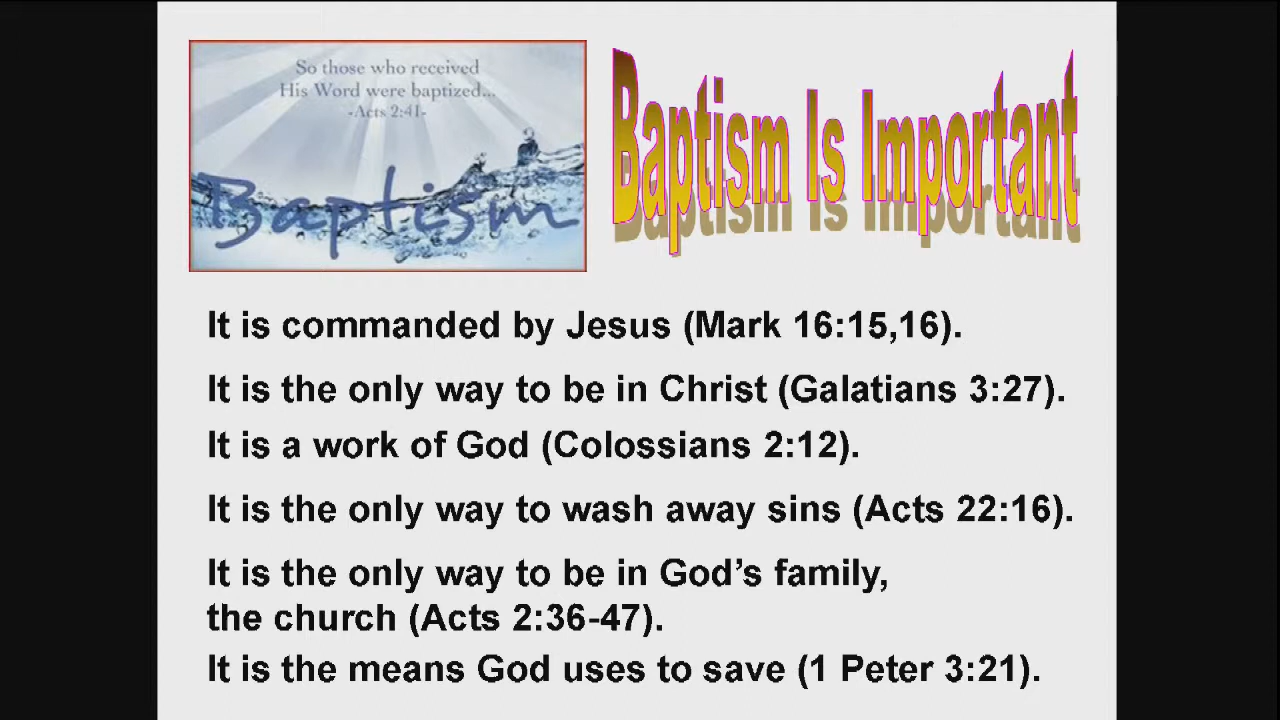 So those who received
His Word were baptized...
-Acts 2:41-
Baptism
Baptism Is Important
It is commanded by Jesus (Mark 16:15,16).
It is the only way to be in Christ (Galatians 3:27).
It is a work of God (Colossians 2:12).
It is the only way to wash away sins (Acts 22:16).
It is the only way to be in God’s family,
the church (Acts 2:36-47).
It is the means God uses to save (1 Peter 3:21).